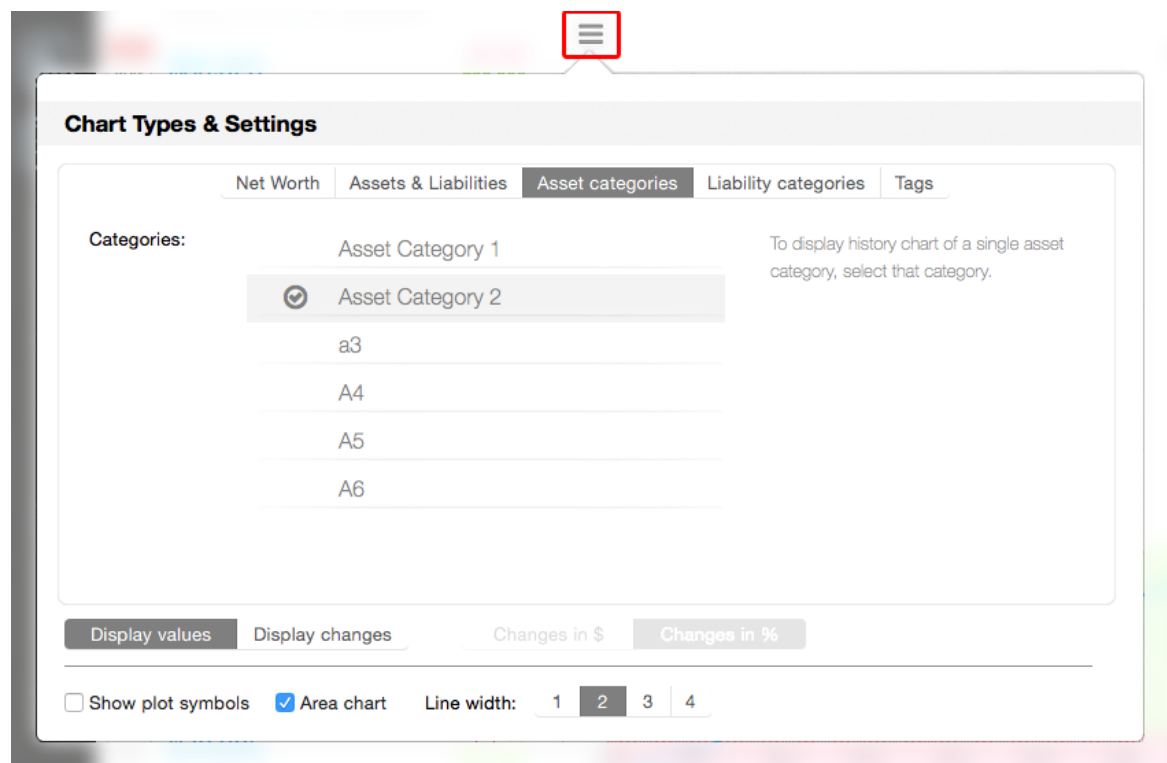 Chart Types & Settings
Net Worth Assets & Liabilities Asset categories Liability categories Tags
Categories:
Asset Category 1
Asset Category 2
a3
A4
A5
A6
To display history chart of a single asset
category, select that category.
Display values Display changes Changes in $ Changes in %
Show plot symbols Area chart Line width: 1 2 3 4